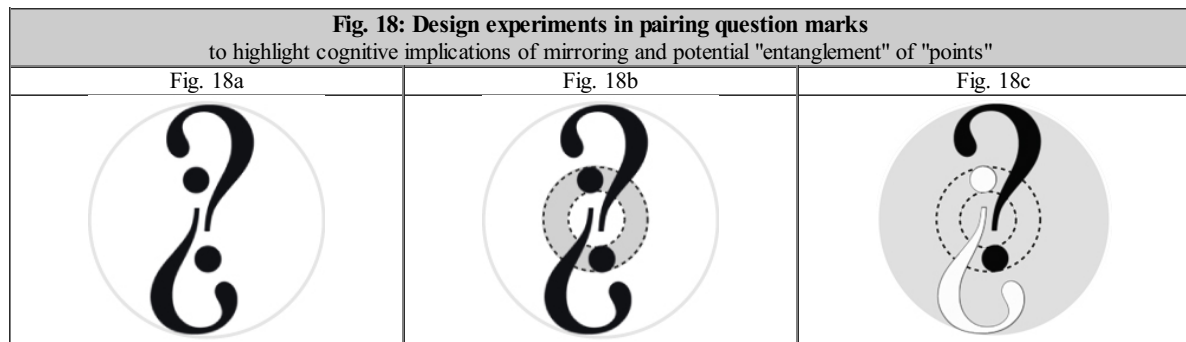 Fig. 18: Design experiments in pairing question marks
to highlight cognitive implications of mirroring and potential "entanglement" of "points"
Fig. 18a
Fig. 18b
Fig. 18c
?
¿
?
¿
?
¿